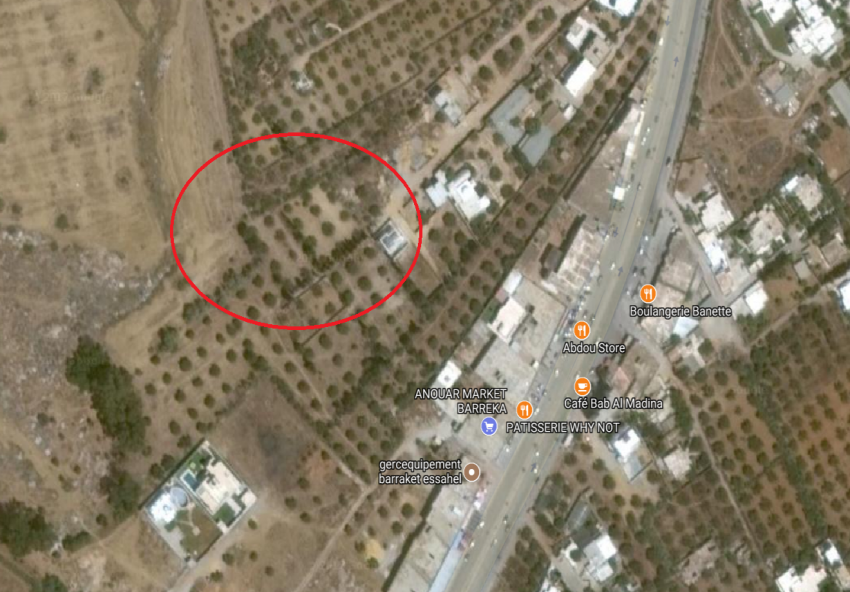 Boulangerie Banette
Abdou Store
Café Bab Al Madina
ANOUAR MARKET
BARREKA
PATISSERIE WHY NOT
gercequipement
barraket essahel